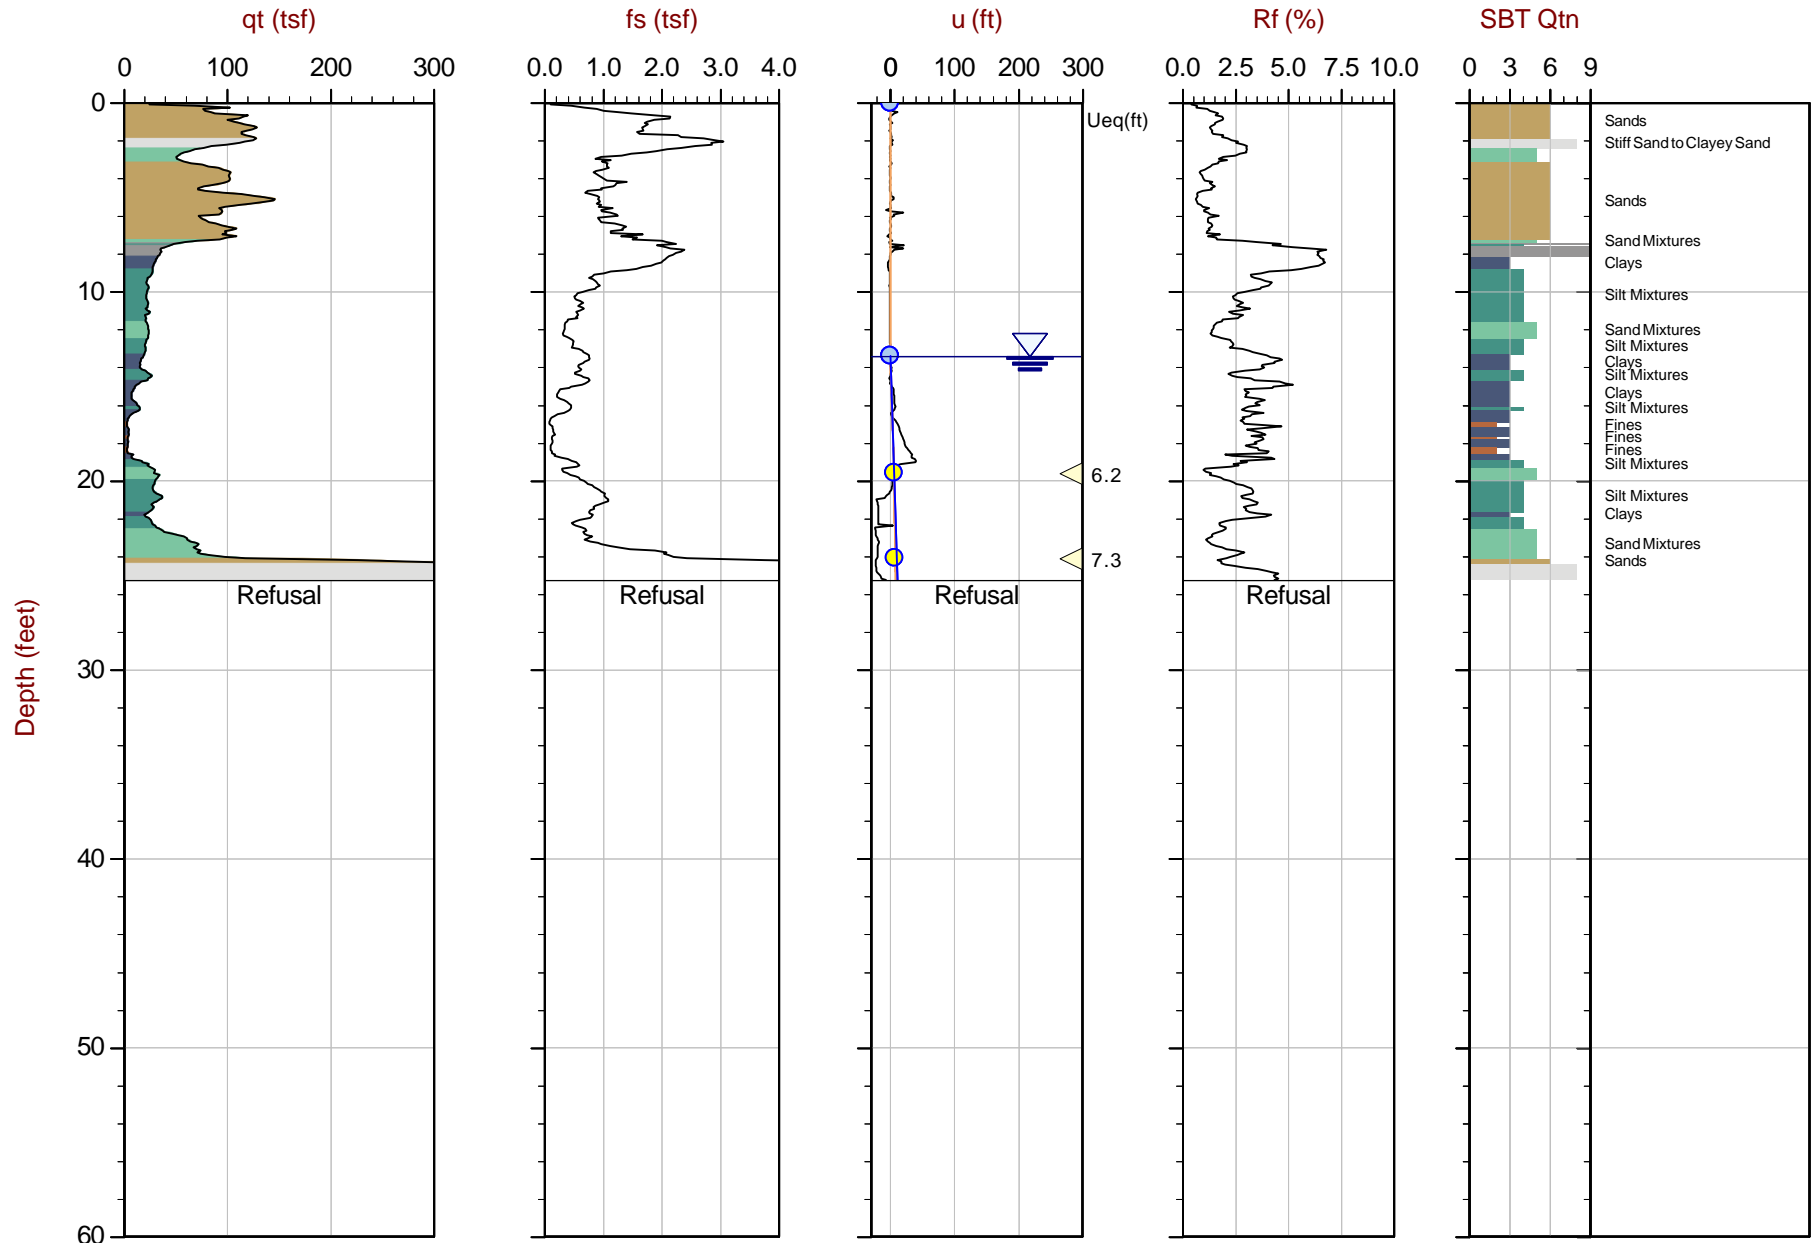 qt (tsf) fs (tsf) u (ft) Rf (%) SBT Qtn
0 100 200 300 0.0 1.0 2.0 3.0 4.0 0 100 200 300 0.0 2.5 5.0 7.5 10.0 0 3 6 9
0
Ueq(ft)
Sands
Stiff Sand to Clayey Sand
Sands
Sand Mixtures
Clays
10
Silt Mixtures
Sand Mixtures
Silt Mixtures
Clays
Silt Mixtures
Clays
Silt Mixtures
Fines
Fines
Fines
Silt Mixtures
20
6.2
Silt Mixtures
Clays
Sand Mixtures
7.3
Sands
Refusal Refusal Refusal Refusal
30
Depth (feet)
40
50
60